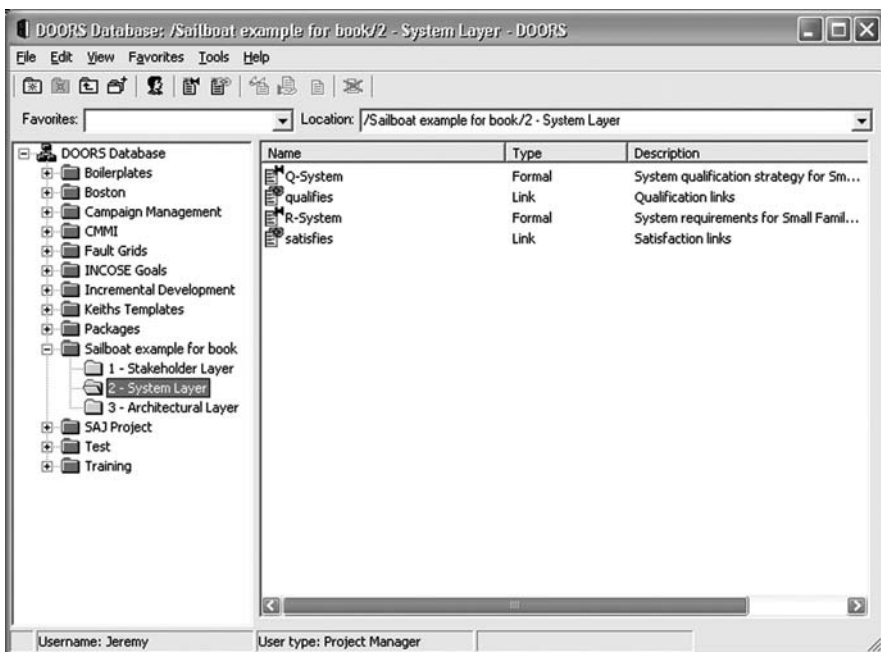 DOORS Database: /Sailboat example for book/2 - System Layer - DOORS
File Edit View Favorites Tools Help
Favorites: Location: /Sailboat example for book/2 - System Layer
DOORS Database
Boilerplates
Boston
Campaign Management
CMMI
Fault Grids
INCOSE Goals
Incremental Development
Keiths Templates
Packages
Sailboat example for book
1 - Stakeholder Layer
2 - System Layer
3 - Architectural Layer
SAJ Project
Test
Training
Name Type Description
Q-System Formal System qualification strategy for Sm...
qualifies Link Qualification links
R-System Formal System requirements for Small Famil...
satisfies Link Satisfaction links
Username: Jeremy User type: Project Manager